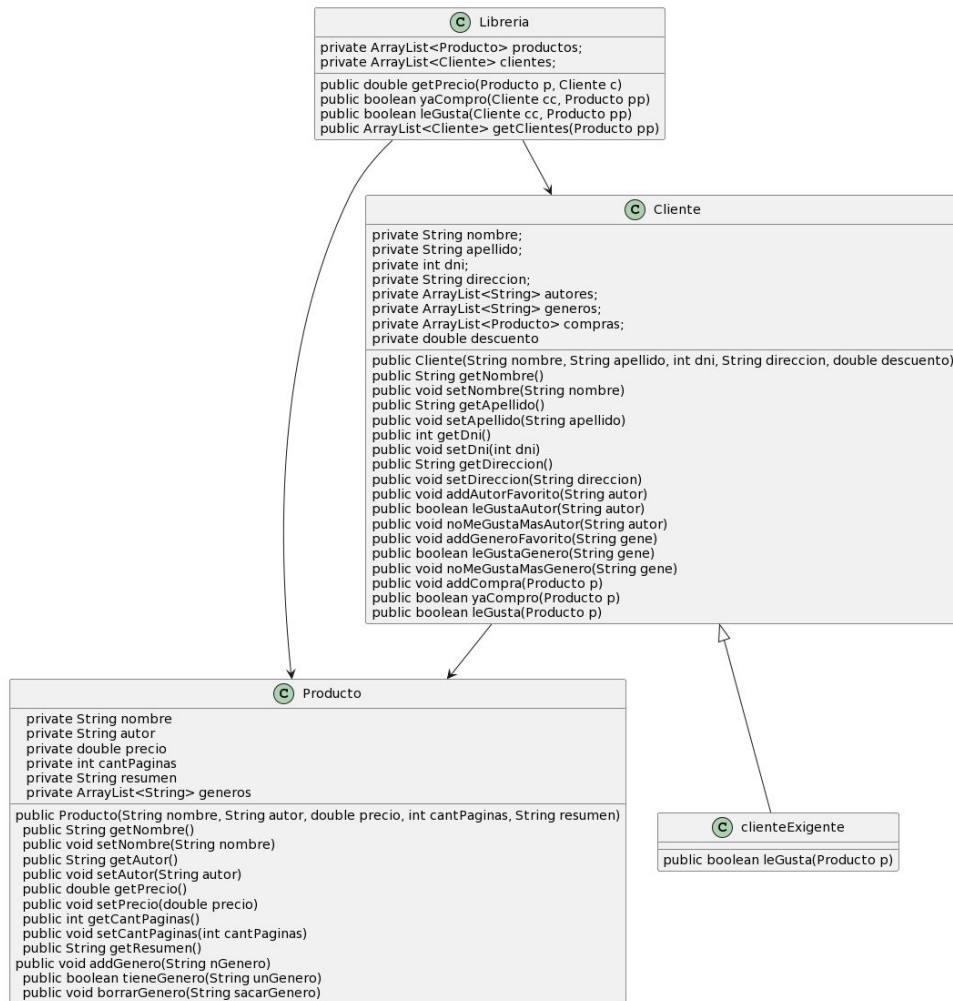 C Libreria
private ArrayList<Producto> productos;
private ArrayList<Cliente> clientes;
public double getPrecio(Producto p, Cliente c)
public boolean yaCompro(Cliente cc, Producto pp)
public boolean leGusta(Cliente cc, Producto pp)
public ArrayList<Cliente> getClientes(Producto pp)
C Cliente
private String nombre;
private String apellido;
private int dni;
private String direccion;
private ArrayList<String> autores;
private ArrayList<String> generos;
private ArrayList<Producto> compras;
private double descuento
public Cliente(String nombre, String apellido, int dni, String direccion, double descuento)
public String getNombre()
public void setNombre(String nombre)
public String getApellido()
public void setApellido(String apellido)
public int getDni()
public void setDni(int dni)
public String getDireccion()
public void setDireccion(String direccion)
public void addAutorFavorito(String autor)
public boolean leGustaAutor(String autor)
public void noMeGustaMasAutor(String autor)
public void addGeneroFavorito(String gene)
public boolean leGustaGenero(String gene)
public void noMeGustaMasGenero(String gene)
public void addCompra(Producto p)
public boolean yaCompro(Producto p)
public boolean leGusta(Producto p)
C Producto
private String nombre
private String autor
private double precio
private int cantPaginas
private String resumen
private ArrayList<String> generos
public Producto(String nombre, String autor, double precio, int cantPaginas, String resumen)
public String getNombre()
public void setNombre(String nombre)
public String getAutor()
public void setAutor(String autor)
public double getPrecio()
public void setPrecio(double precio)
public int getCantPaginas()
public void setCantPaginas(int cantPaginas)
public String getResumen()
public void addGenero(String nGenero)
public boolean tieneGenero(String unGenero)
public void borrarGenero(String sacarGenero)
C clienteExigente
public boolean leGusta(Producto p)